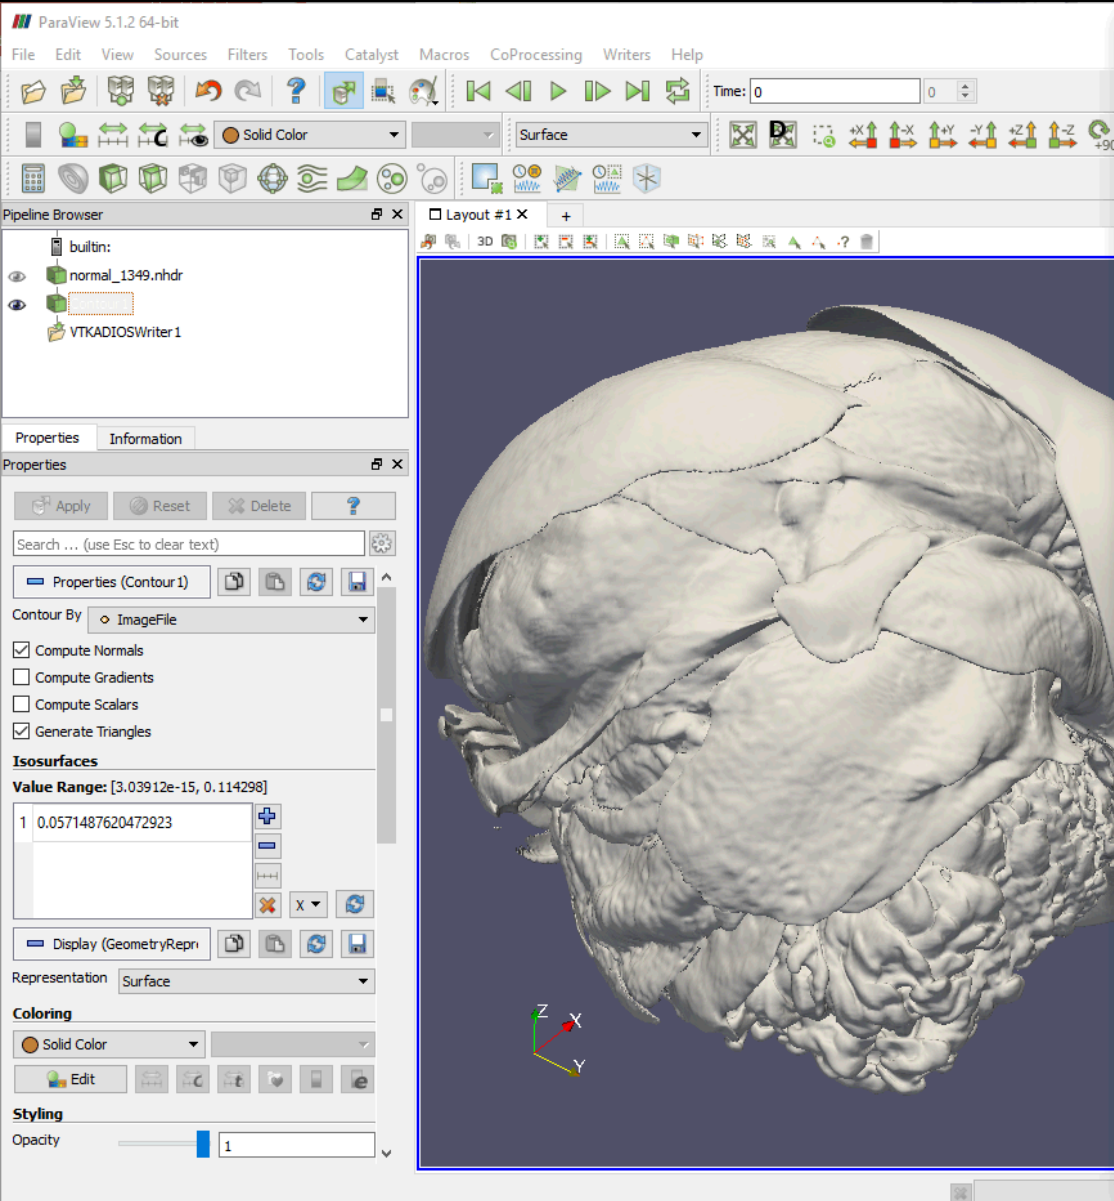 ParaView 5.1.2 64-bit
File Edit View Sources Filters Tools Catalyst Macros CoProcessing Writers Help
Time: 0 0
Solid Color Surface +X -X +Y -Y +Z -Z +90
Pipeline Browser
Layout #1 +
3D
builtin:
normal_1349.nhdr
VTKADIOSWriter1
Properties Information
Properties
Apply Reset Delete ?
Search ... (use Esc to clear text)
Properties (Contour1)
Contour By ImageFile
Compute Normals
Compute Gradients
Compute Scalars
Generate Triangles
Isosurfaces
Value Range: [3.03912e-15, 0.114298]
1 0.0571487620472923
X
Display (GeometryRepr
Representation Surface
Coloring
Solid Color
Edit
Styling
Opacity 1
Z
X
Y